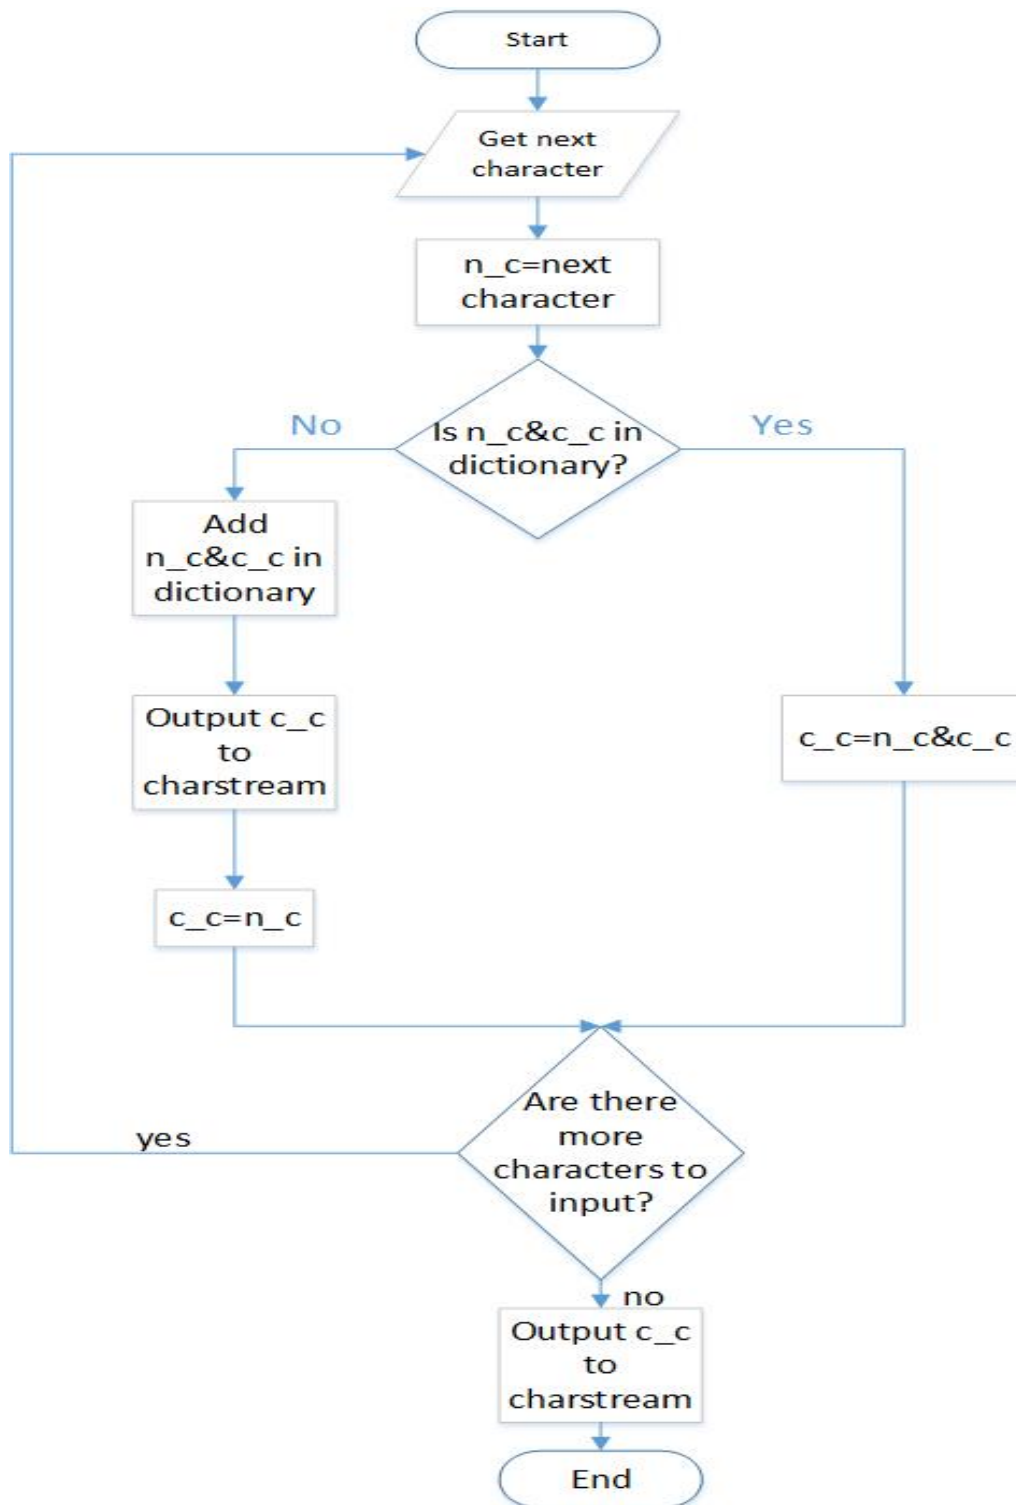 Start
Get next
character
n_c=next
character
No
Is n_c&c_c in
dictionary?
Yes
Add
n_c&c_c in
dictionary
Output c_c
to
charstream
c_c=n_c&c_c
c_c=n_c
Are there
more
characters to
input?
yes
no
Output c_c
to
charstream
End